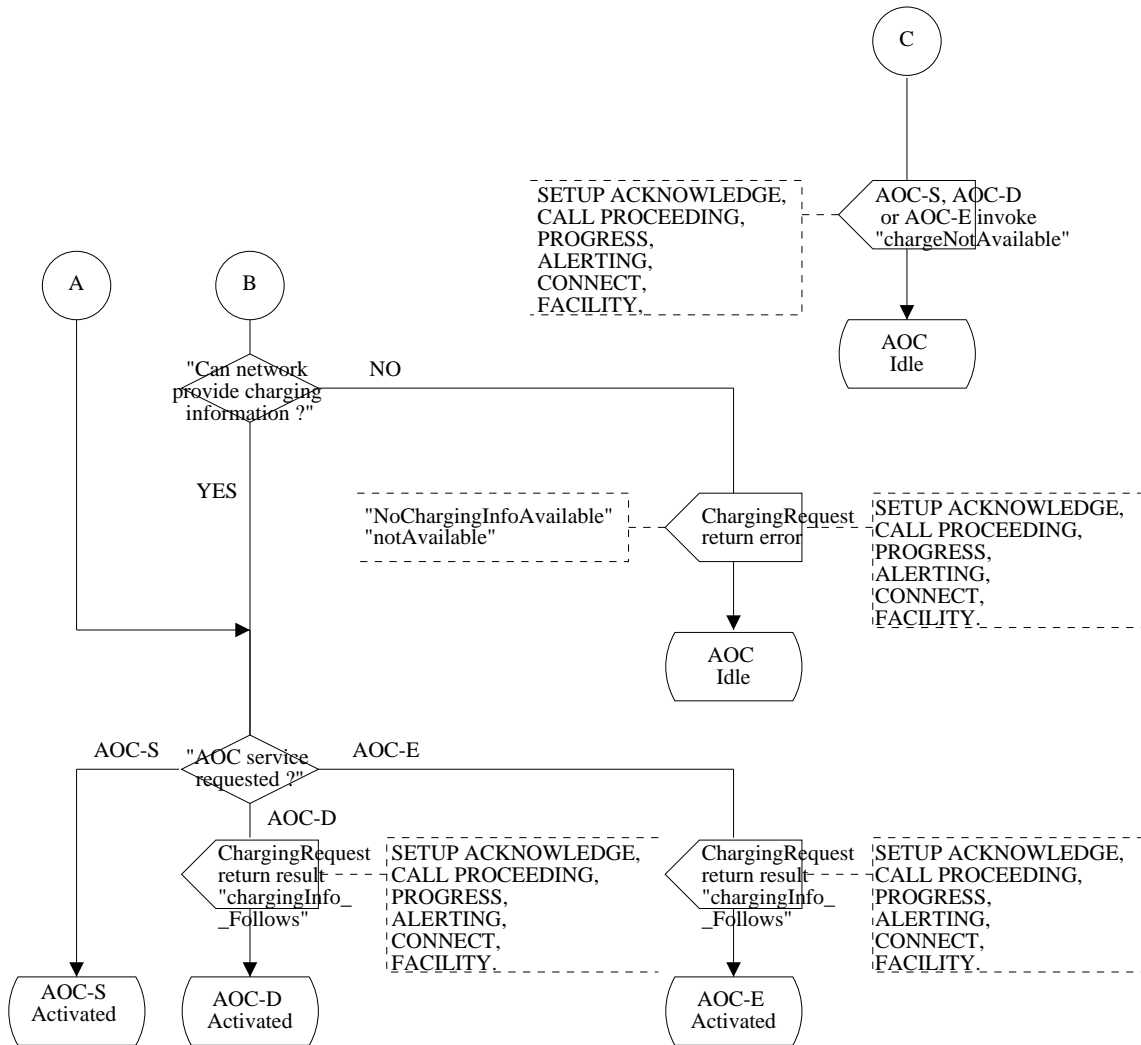 C
SETUP ACKNOWLEDGE,
CALL PROCEEDING,
PROGRESS,
ALERTING,
CONNECT,
FACILITY,
AOC-S, AOC-D
or AOC-E invoke
"chargeNotAvailable"
A
B
AOC
Idle
"Can network
provide charging
information ?"
NO
YES
"NoChargingInfoAvailable"
"notAvailable"
ChargingRequest
return error
SETUP ACKNOWLEDGE,
CALL PROCEEDING,
PROGRESS,
ALERTING,
CONNECT,
FACILITY.
AOC
Idle
AOC-S
"AOC service
requested ?"
AOC-E
AOC-D
ChargingRequest
return result
"chargingInfo_
_Follows"
SETUP ACKNOWLEDGE,
CALL PROCEEDING,
PROGRESS,
ALERTING,
CONNECT,
FACILITY.
ChargingRequest
return result
"chargingInfo_
_Follows"
SETUP ACKNOWLEDGE,
CALL PROCEEDING,
PROGRESS,
ALERTING,
CONNECT,
FACILITY.
AOC-S
Activated
AOC-D
Activated
AOC-E
Activated